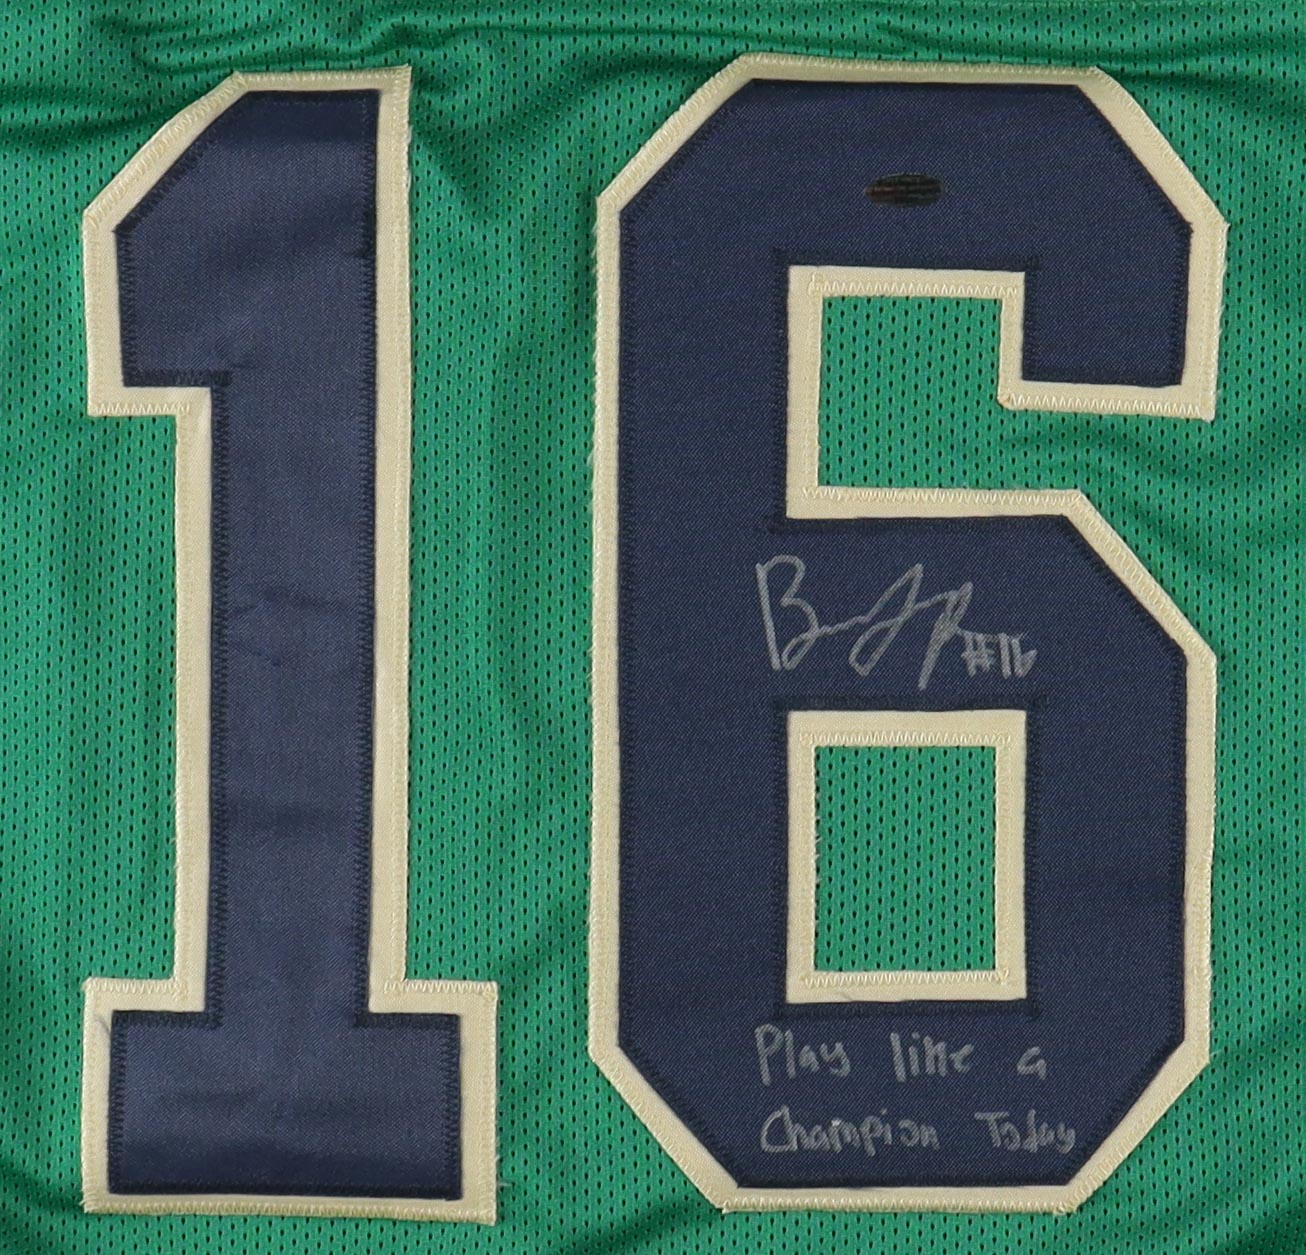 16
#16
Play like a
Champion Today